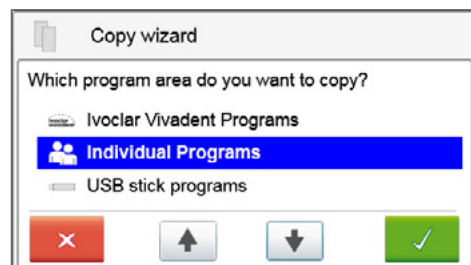 Copy wizard
Which program area do you want to copy?
Ivoclar Vivadent Programs
Individual Programs
USB stick programs